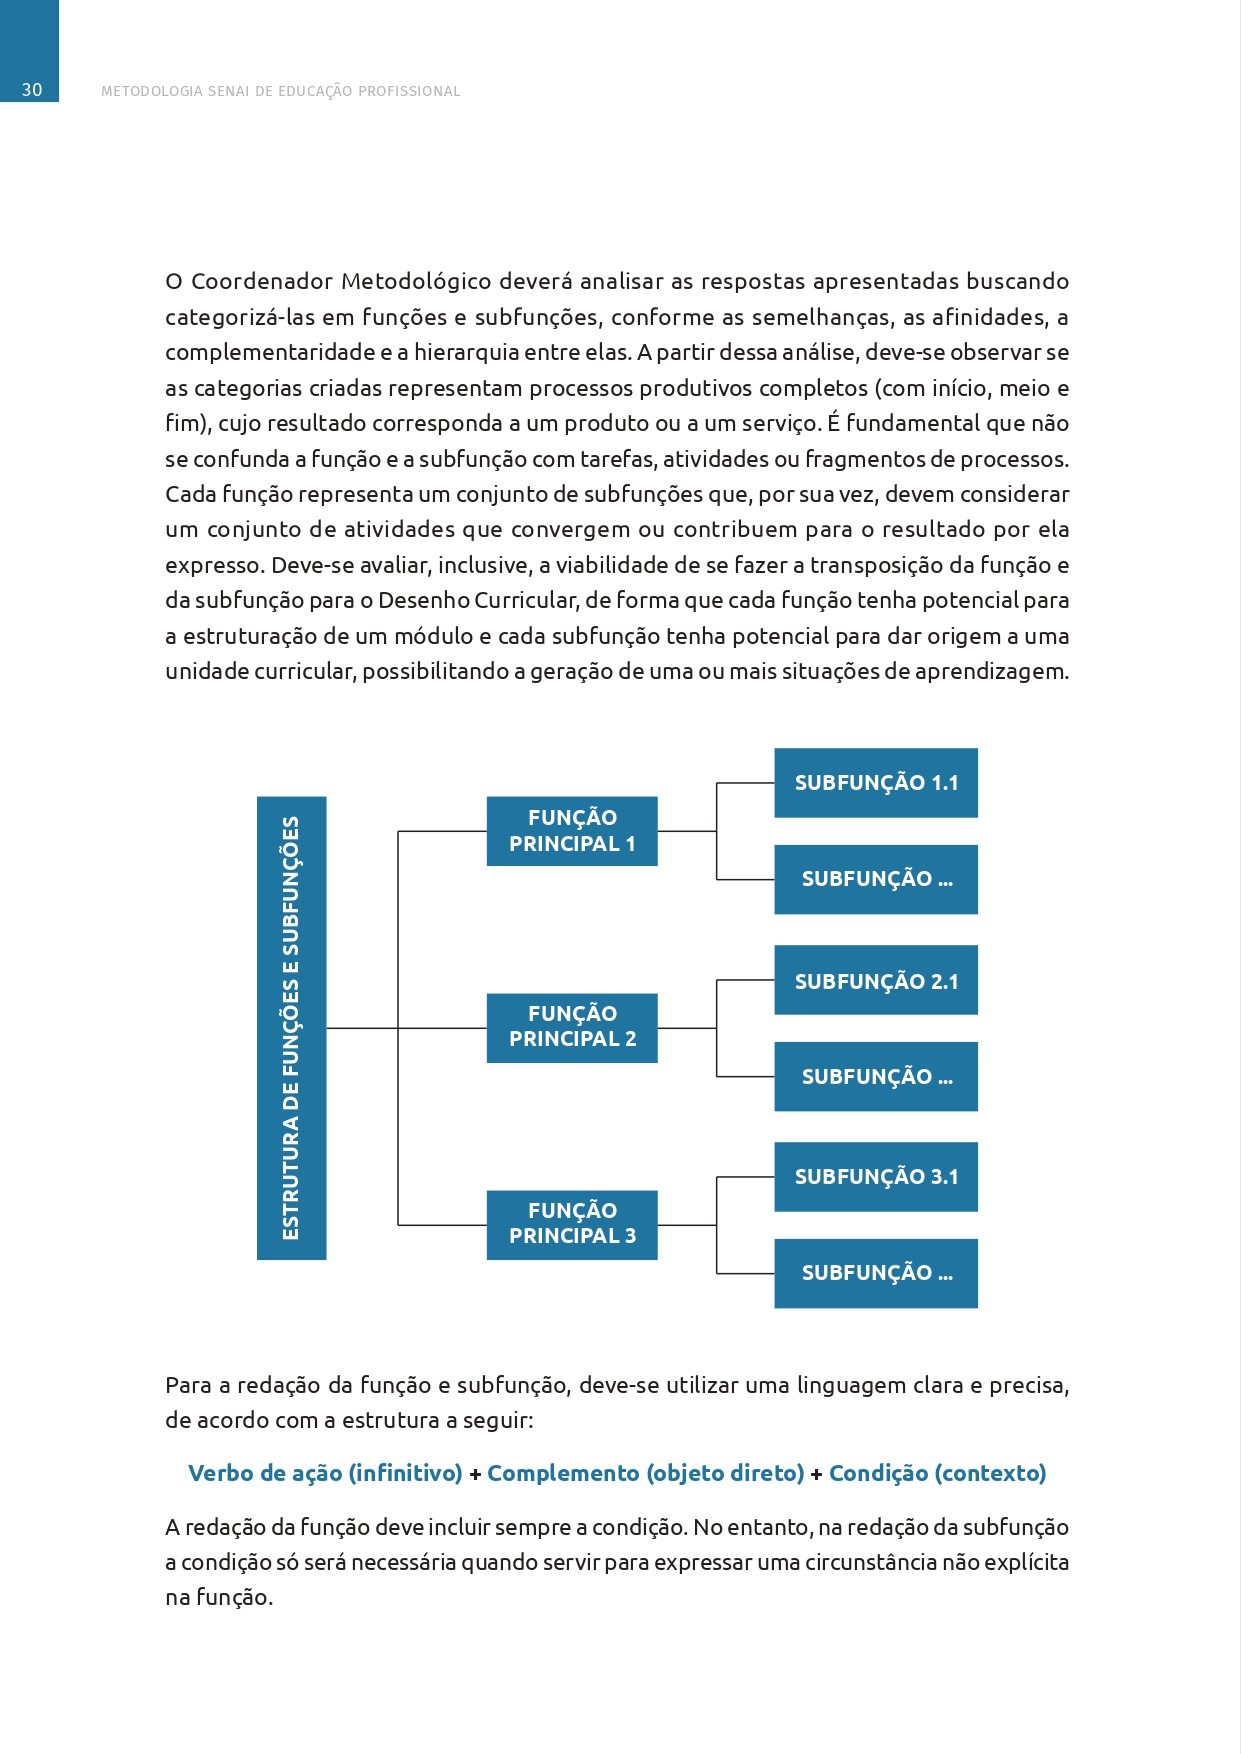 30
METODOLOGIA SENAI DE EDUCAÇÃO PROFISSIONAL
O Coordenador Metodológico deverá analisar as respostas apresentadas buscando
categorizá-las em funções e subfunções, conforme as semelhanças, as afinidades, a
complementaridade e a hierarquia entre elas. A partir dessa análise, deve-se observar se
as categorias criadas representam processos produtivos completos (com início, meio e
fim), cujo resultado corresponda a um produto ou a um serviço. É fundamental que não
se confunda a função e a subfunção com tarefas, atividades ou fragmentos de processos.
Cada função representa um conjunto de subfunções que, por sua vez, devem considerar
um conjunto de atividades que convergem ou contribuem para o resultado por ela
expresso. Deve-se avaliar, inclusive, a viabilidade de se fazer a transposição da função e
da subfunção para o Desenho Curricular, de forma que cada função tenha potencial para
a estruturação de um módulo e cada subfunção tenha potencial para dar origem a uma
unidade curricular, possibilitando a geração de uma ou mais situações de aprendizagem.
ESTRUTURA DE FUNÇÕES E SUBFUNÇÕES
FUNÇÃO
PRINCIPAL 1
SUBFUNÇÃO 1.1
SUBFUNÇÃO ...
FUNÇÃO
PRINCIPAL 2
SUBFUNÇÃO 2.1
SUBFUNÇÃO ...
FUNÇÃO
PRINCIPAL 3
SUBFUNÇÃO 3.1
SUBFUNÇÃO ...
Para a redação da função e subfunção, deve-se utilizar uma linguagem clara e precisa,
de acordo com a estrutura a seguir:
Verbo de ação (infinitivo) + Complemento (objeto direto) + Condição (contexto)
A redação da função deve incluir sempre a condição. No entanto, na redação da subfunção
a condição só será necessária quando servir para expressar uma circunstância não explícita
na função.